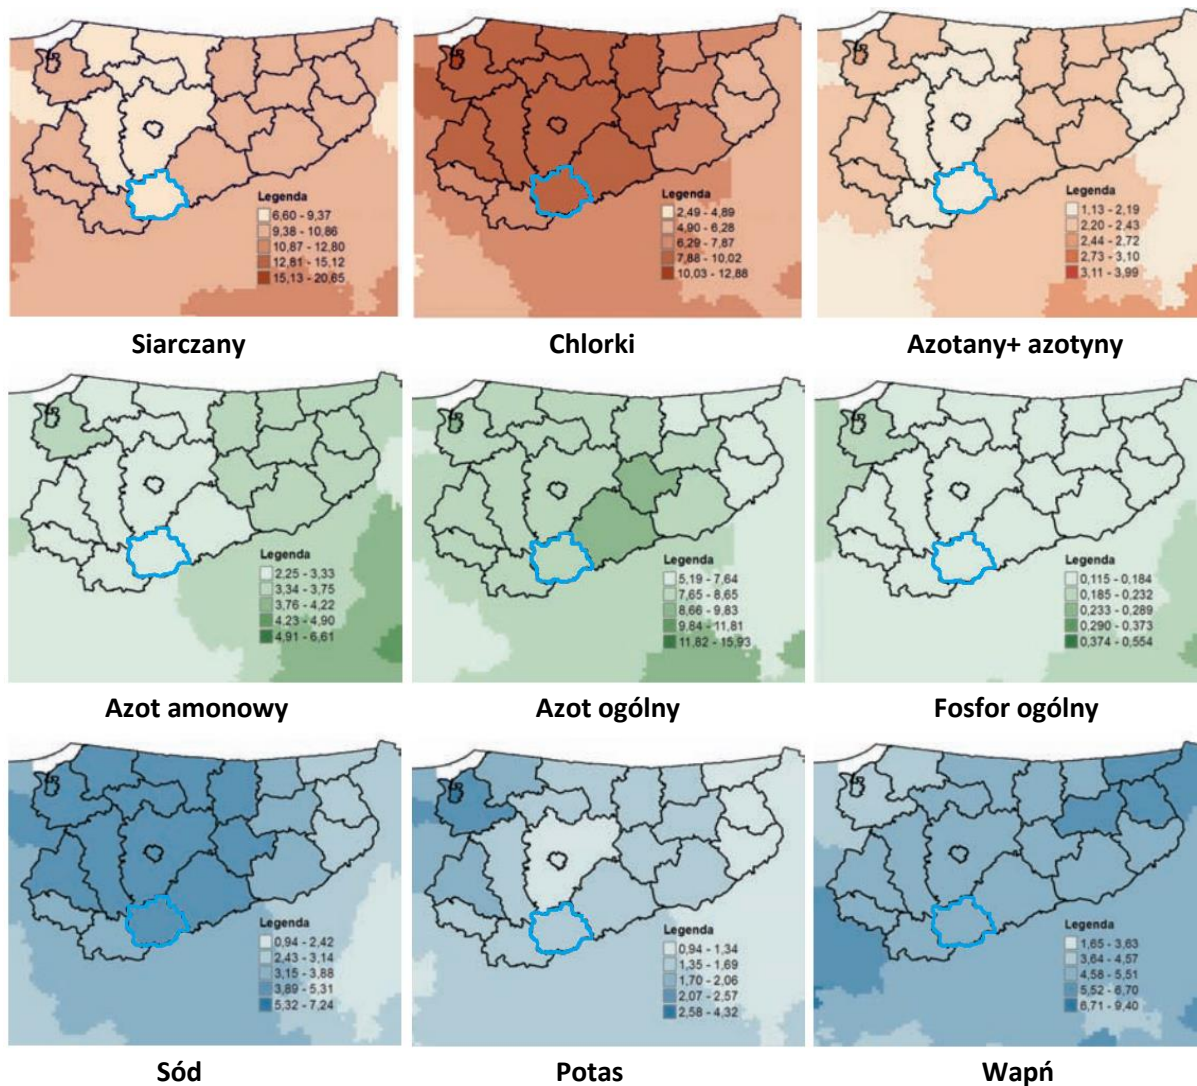 Legenda
6,60 - 9,37
9,38 - 10,86
10,87 - 12,80
12,81 - 15,12
15,13 - 20,65
Siarczany
Legenda
2,49 - 4,89
4,90 - 6,28
6,29 - 7,87
7,88 - 10,02
10,03 - 12,88
Chlorki
Legenda
1,13 - 2,19
2,20 - 2,43
2,44 - 2,72
2,73 - 3,10
3,11 - 3,99
Azotany+ azotyny
Legenda
2,25 - 3,33
3,34 - 3,75
3,76 - 4,22
4,23 - 4,90
4,91 - 6,61
Azot amonowy
Legenda
5,19 - 7,64
7,65 - 8,65
8,66 - 9,83
9,84 - 11,81
11,82 - 15,93
Azot ogólny
Legenda
0,115 - 0,184
0,185 - 0,232
0,233 - 0,289
0,290 - 0,373
0,374 - 0,554
Fosfor ogólny
Legenda
0,94 - 2,42
2,43 - 3,14
3,15 - 3,88
3,89 - 5,31
5,32 - 7,24
Sód
Legenda
0,94 - 1,34
1,35 - 1,69
1,70 - 2,06
2,07 - 2,57
2,58 - 4,32
Potas
Legenda
1,65 - 3,63
3,64 - 4,57
4,58 - 5,51
5,52 - 6,70
6,71 - 9,40
Wapń